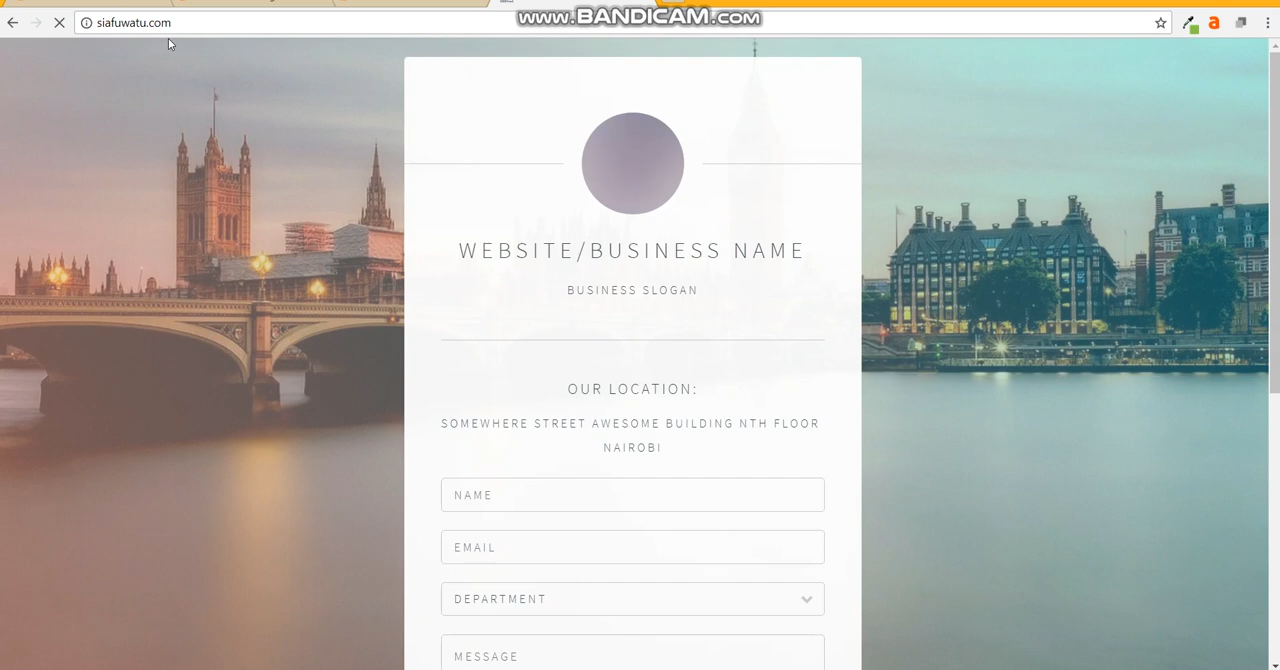 www.BANDICAM.com
siafuwatu.com
WEBSITE/BUSINESS NAME
BUSINESS SLOGAN
OUR LOCATION:
SOMEWHERE STREET AWESOME BUILDING NTH FLOOR
NAIROBI
NAME
EMAIL
DEPARTMENT
MESSAGE